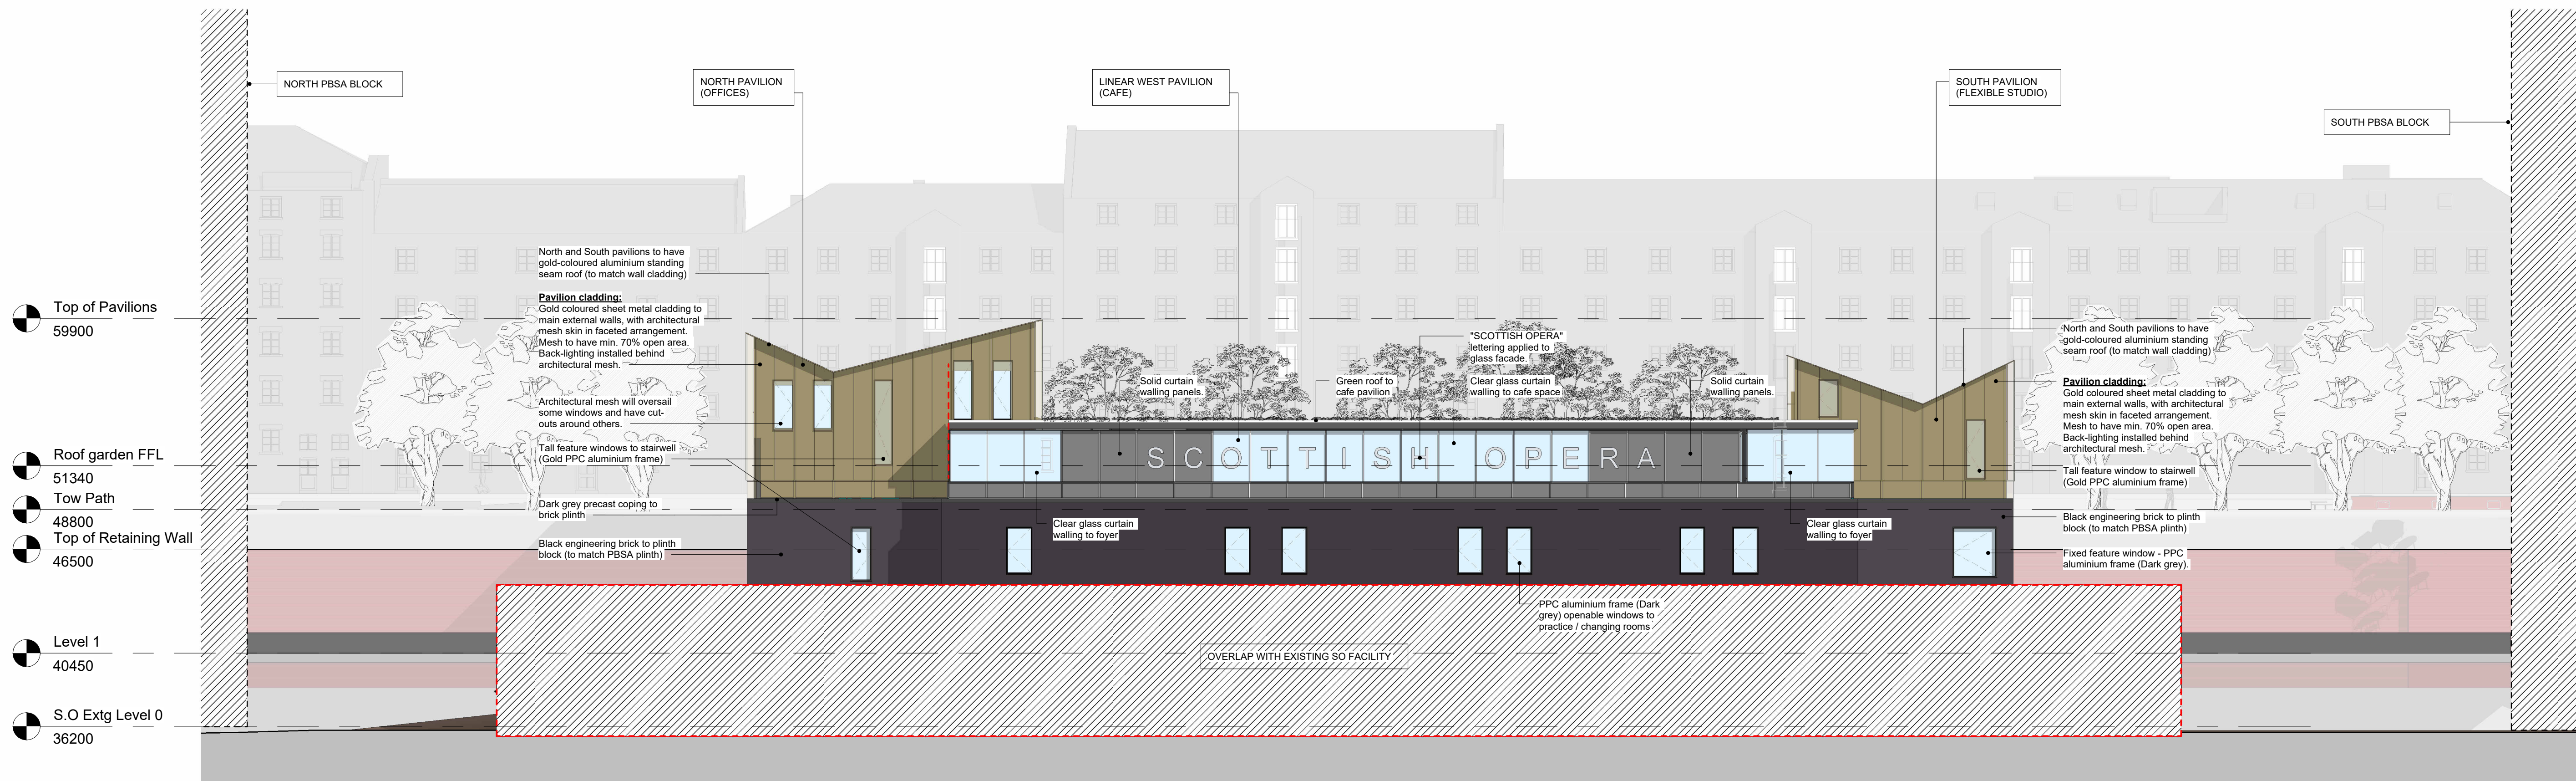 NORTH PBSA BLOCK
NORTH PAVILION
(OFFICES)
LINEAR WEST PAVILION
(CAFE)
SOUTH PAVILION
(FLEXIBLE STUDIO)
SOUTH PBSA BLOCK
Top of Pavilions
59900
Roof garden FFL
51340
Tow Path
48800
Top of Retaining Wall
46500
Level 1
40450
S.O Extg Level 0
36200
North and South pavilions to have
gold-coloured aluminium standing
seam roof (to match wall cladding)
Pavilion cladding:
Gold coloured sheet metal cladding to
main external walls, with architectural
mesh skin in faceted arrangement.
Mesh to have min. 70% open area.
Back-lighting installed behind
architectural mesh.
Architectural mesh will oversail
some windows and have cut-
outs around others.
Tall feature windows to stairwell
(Gold PPC aluminium frame)
Dark grey precast coping to
brick plinth
Black engineering brick to plinth
block (to match PBSA plinth)
Solid curtain
walling panels.
Green roof to
cafe pavilion
"SCOTTISH OPERA"
lettering applied to
glass facade.
Clear glass curtain
walling to cafe space
Solid curtain
walling panels.
SCOTTISH OPERA
Clear glass curtain
walling to foyer
Clear glass curtain
walling to foyer
PPC aluminium frame (Dark
grey) openable windows to
practice / changing rooms
OVERLAP WITH EXISTING SO FACILITY
North and South pavilions to have
gold-coloured aluminium standing
seam roof (to match wall cladding)
Pavilion cladding:
Gold coloured sheet metal cladding to
main external walls, with architectural
mesh skin in faceted arrangement.
Mesh to have min. 70% open area.
Back-lighting installed behind
architectural mesh.
Tall feature window to stairwell
(Gold PPC aluminium frame)
Black engineering brick to plinth
block (to match PBSA plinth)
Fixed feature window - PPC
aluminium frame (Dark grey).